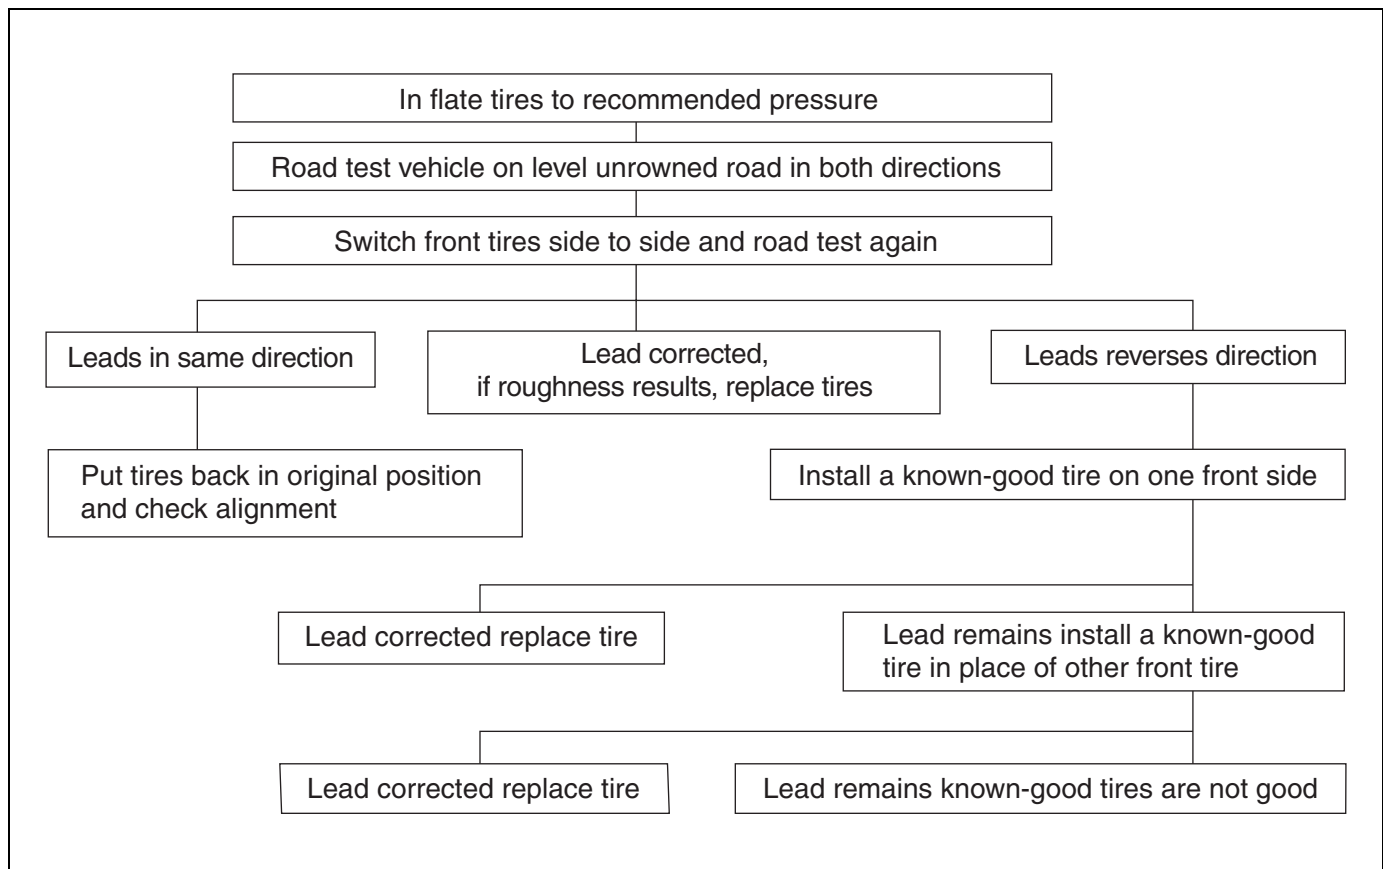 In flate tires to recommended pressure
Road test vehicle on level unrowned road in both directions
Switch front tires side to side and road test again
Leads in same direction
Lead corrected,
if roughness results, replace tires
Leads reverses direction
Put tires back in original position
and check alignment
Install a known-good tire on one front side
Lead corrected replace tire
Lead remains install a known-good
tire in place of other front tire
Lead corrected replace tire
Lead remains known-good tires are not good